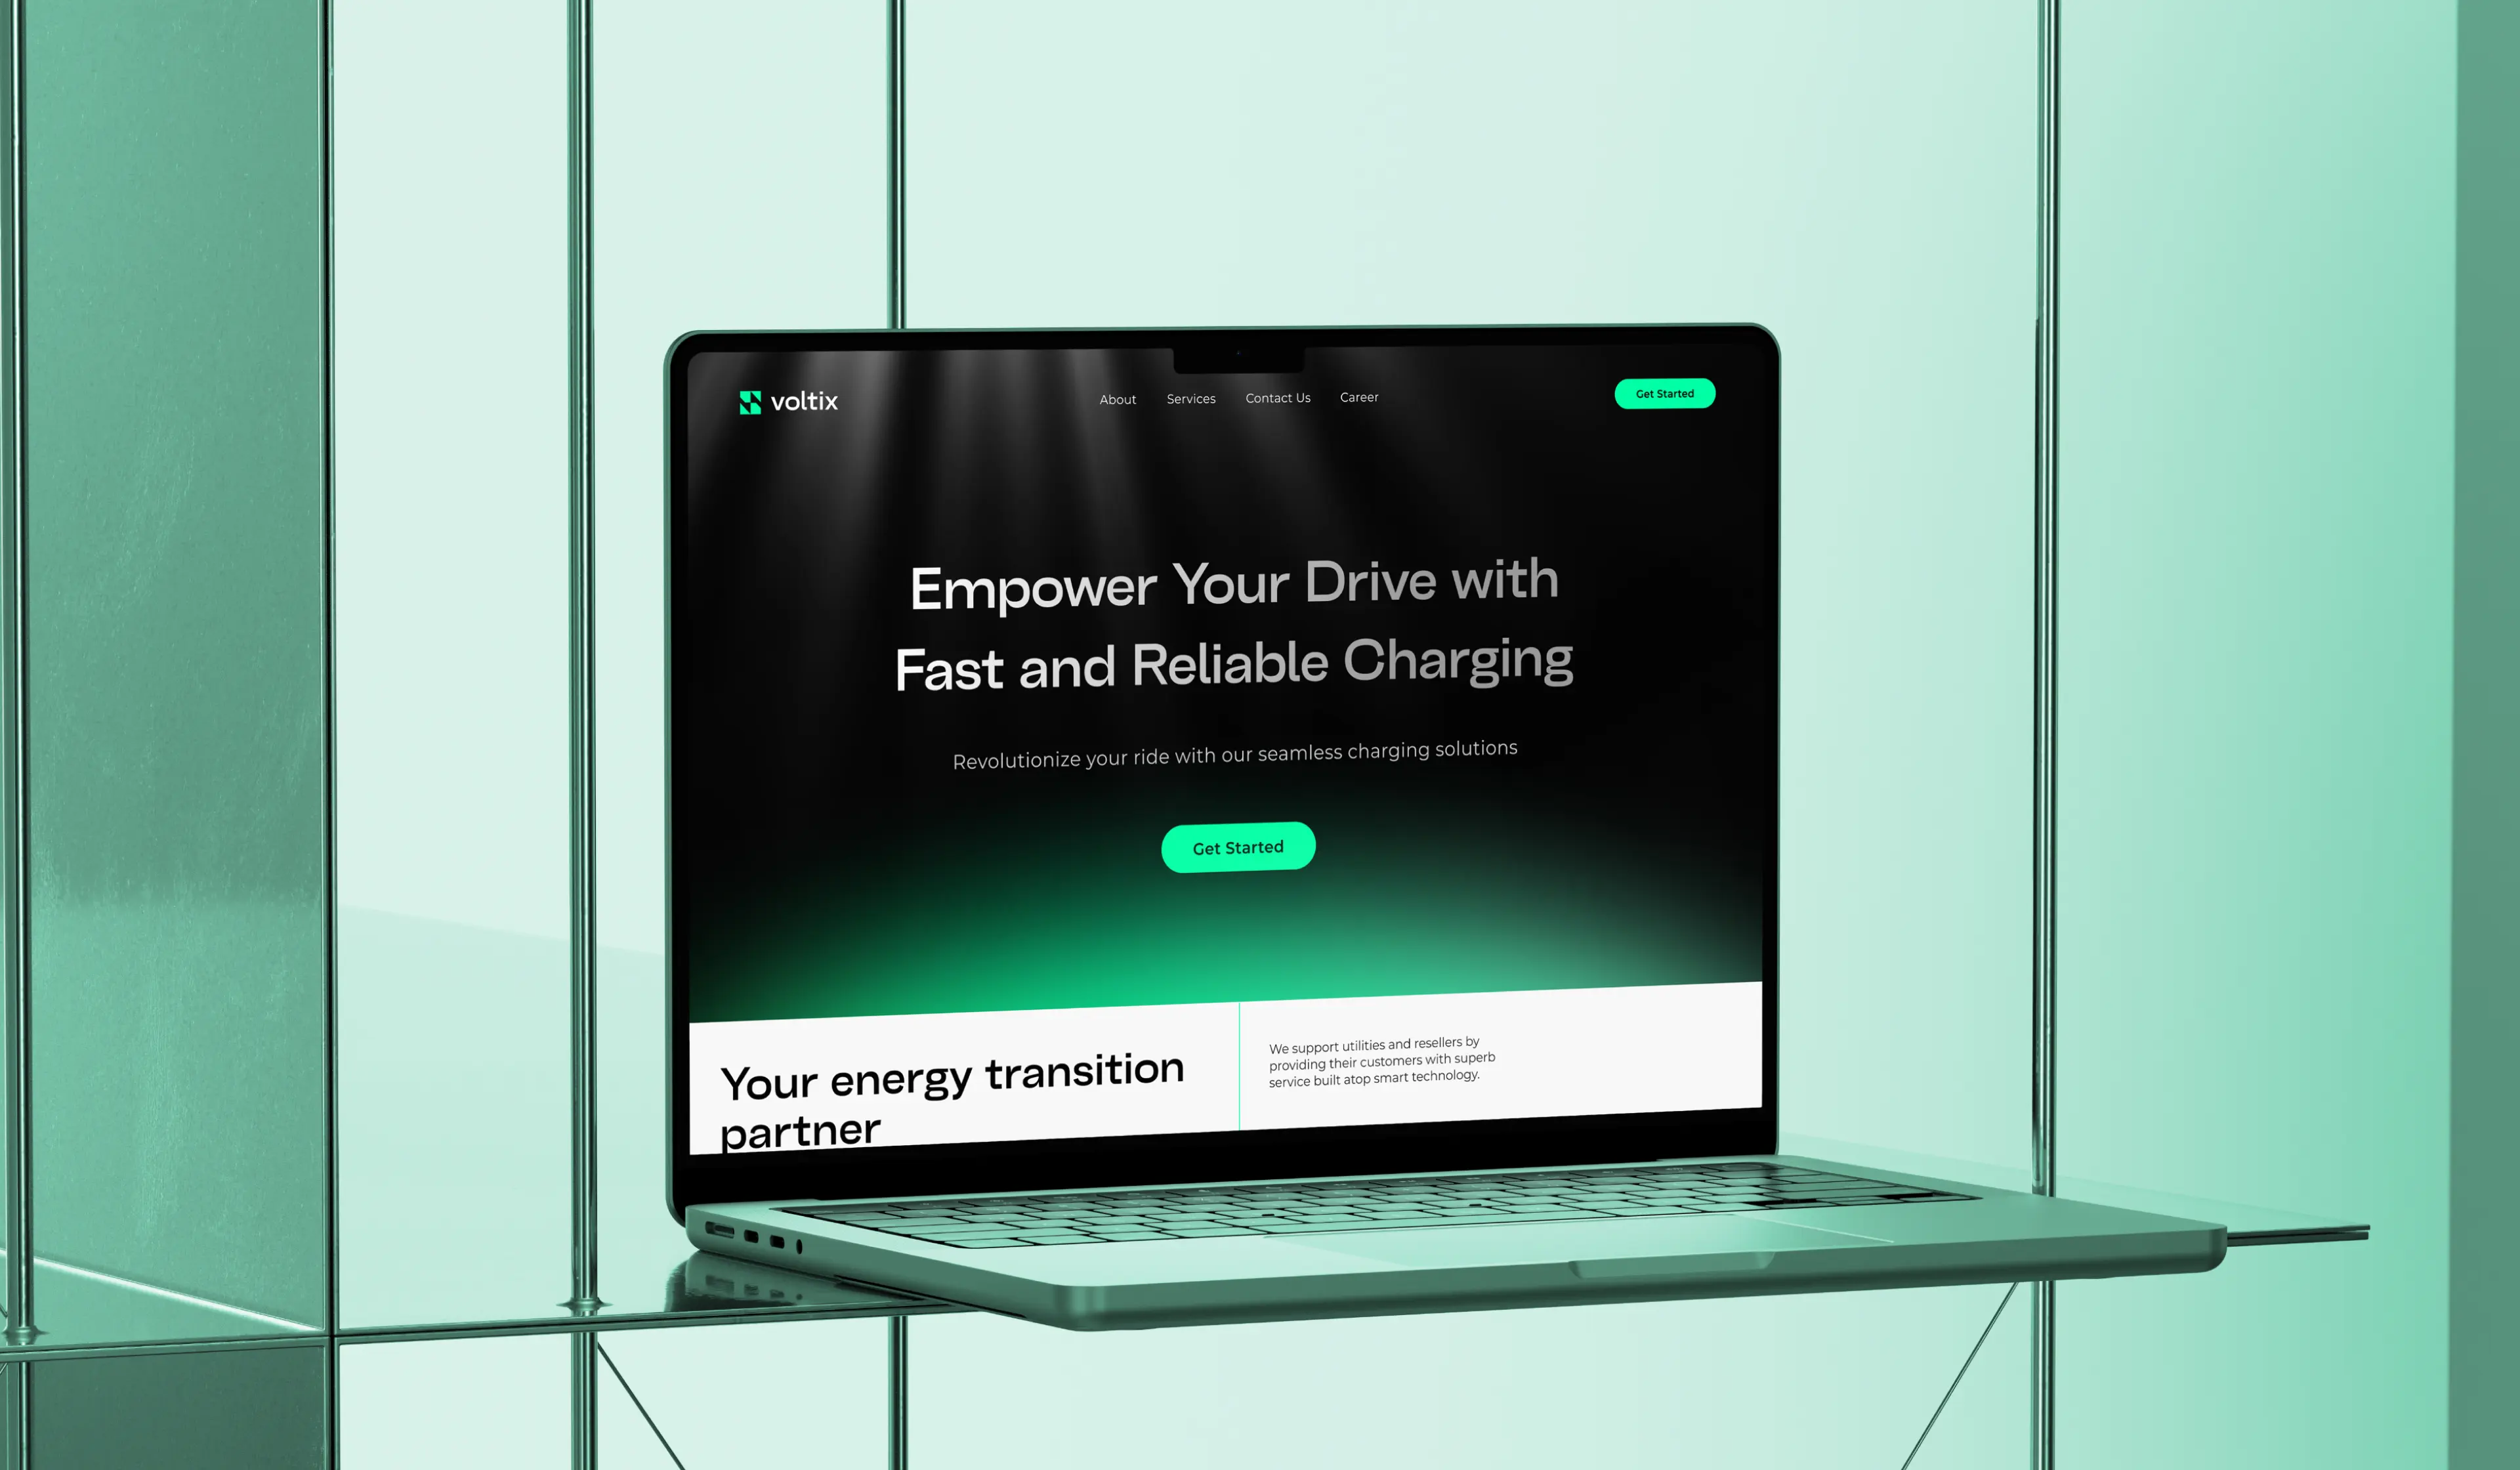 voltix
About Services Contact Us Career
Get Started
Empower Your Drive with
Fast and Reliable Charging
Revolutionize your ride with our seamless charging solutions
Get Started
Your energy transition
partner
We support utilities and resellers by
providing their customers with superb
service built atop smart technology.